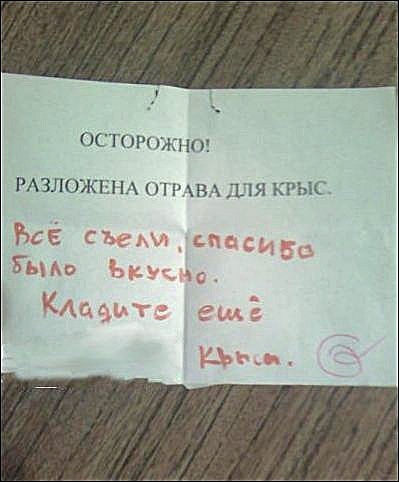 ОСТОРОЖНО!
РАЗЛОЖЕНА ОТРАВА ДЛЯ КРЫС.
Всё съели, спасибо
было вкусно.
Кладите ещё
Крысы.